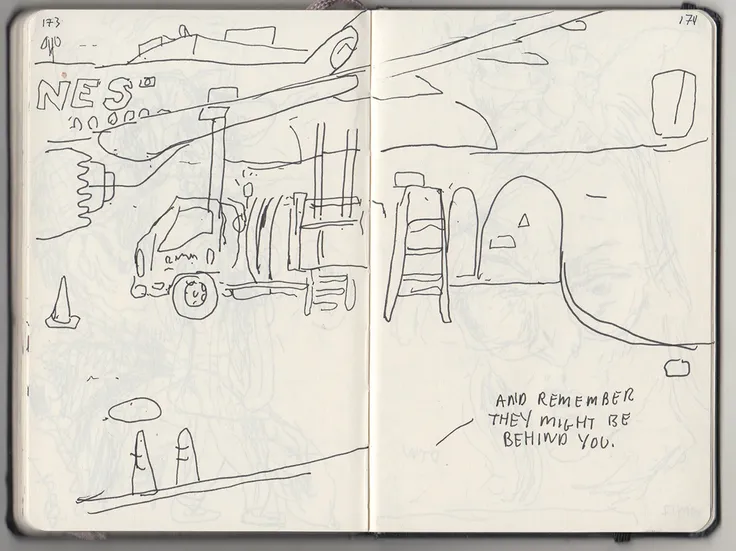 173
174
NES
AND REMEMBER
THEY MIGHT BE
BEHIND YOU.